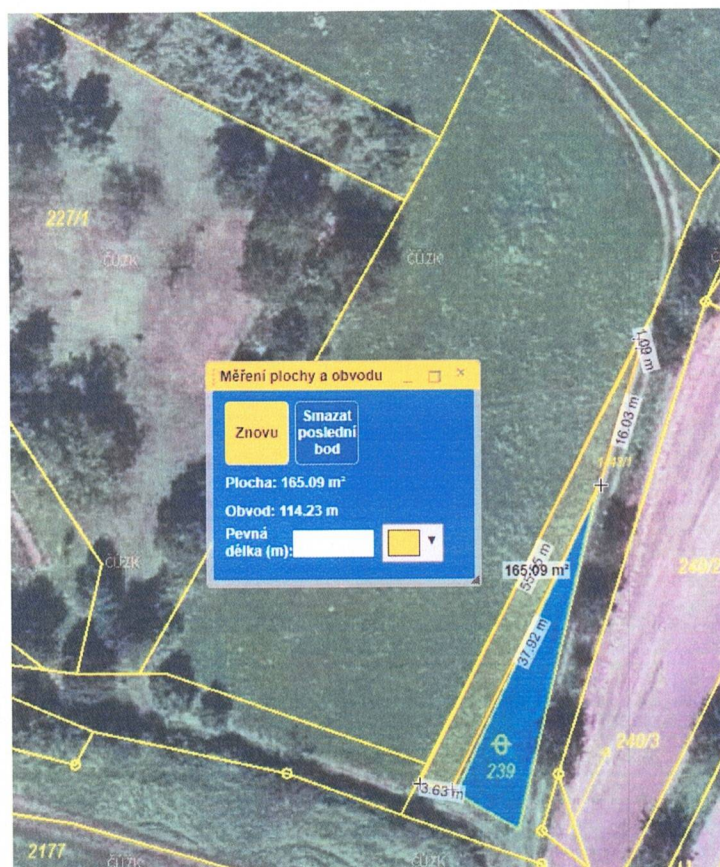 227/1
ČÚZK
ČÚZK
1,09 m
Měření plochy a obvodu
16.03 m
Znovu
Smazat
poslední
bod
Plocha: 165.09 m²
Obvod: 114.23 m
Pevná
délka (m):
ČÚZK
165.09 m²
240/2
37.92 m
239
240/3
3.63 m
2177
ČÚZK
ČÚZK